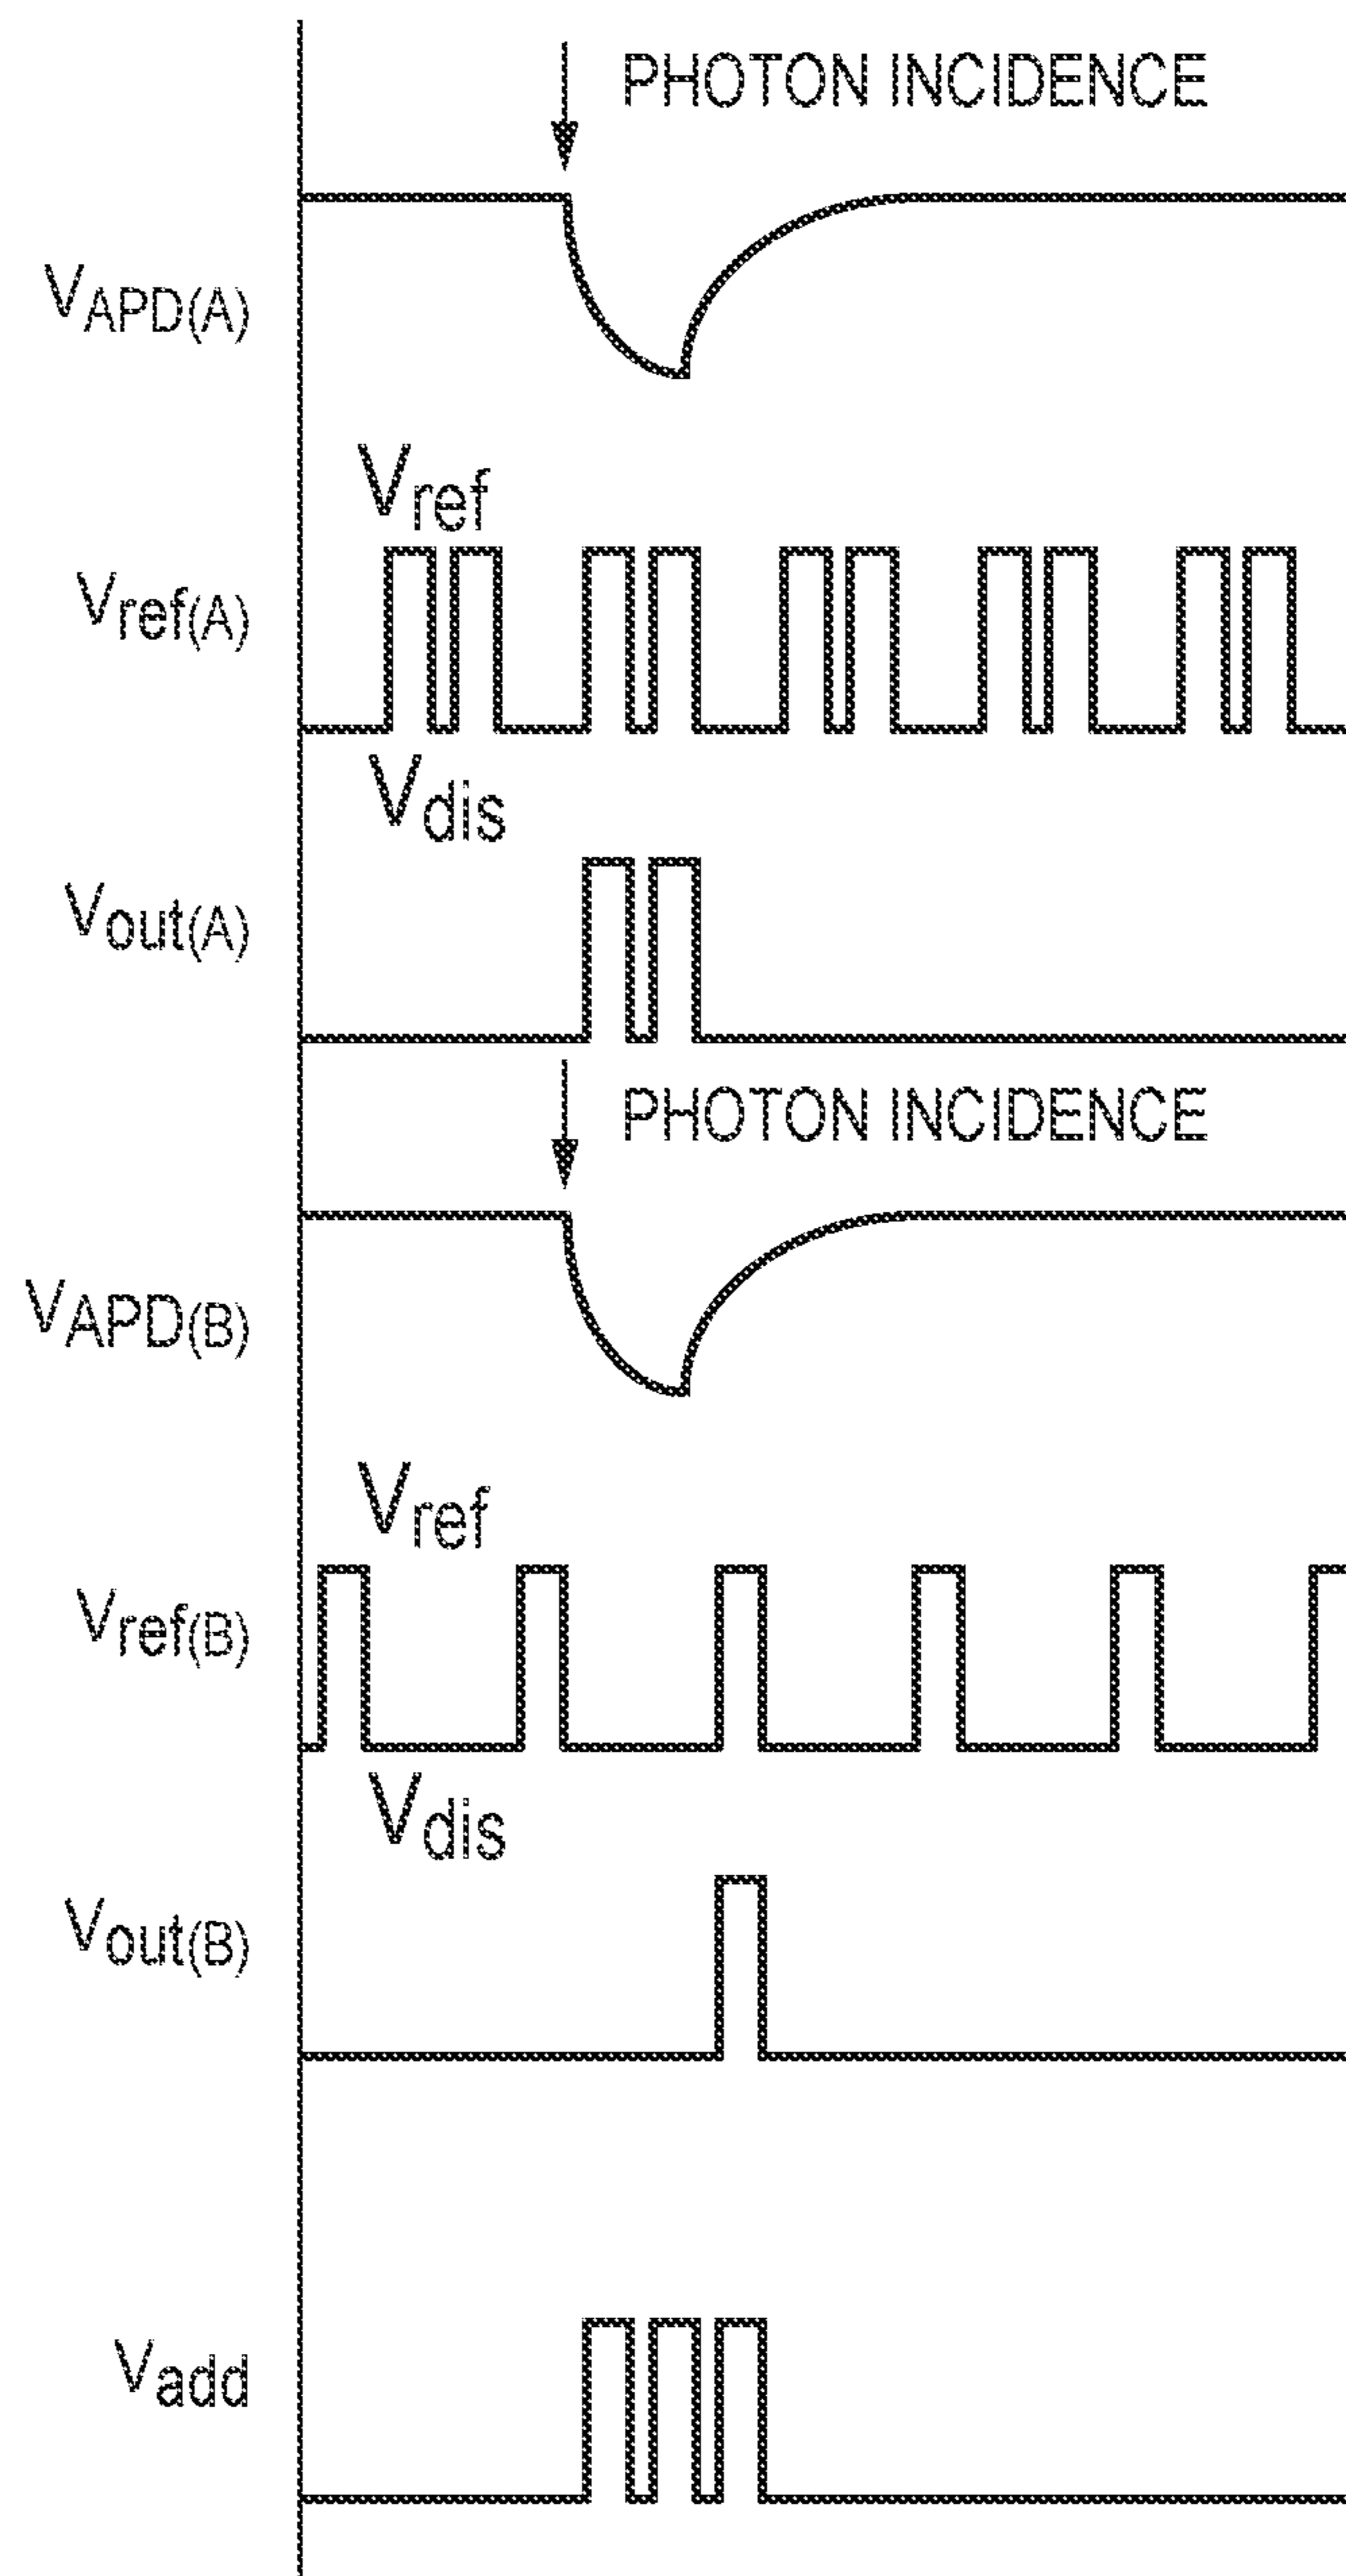 PHOTON INCIDENCE
VAPD(A)
Vref
Vref(A)
Vdis
Vout(A)
PHOTON INCIDENCE
VAPD(B)
Vref
Vref(B)
Vdis
Vout(B)
Vadd